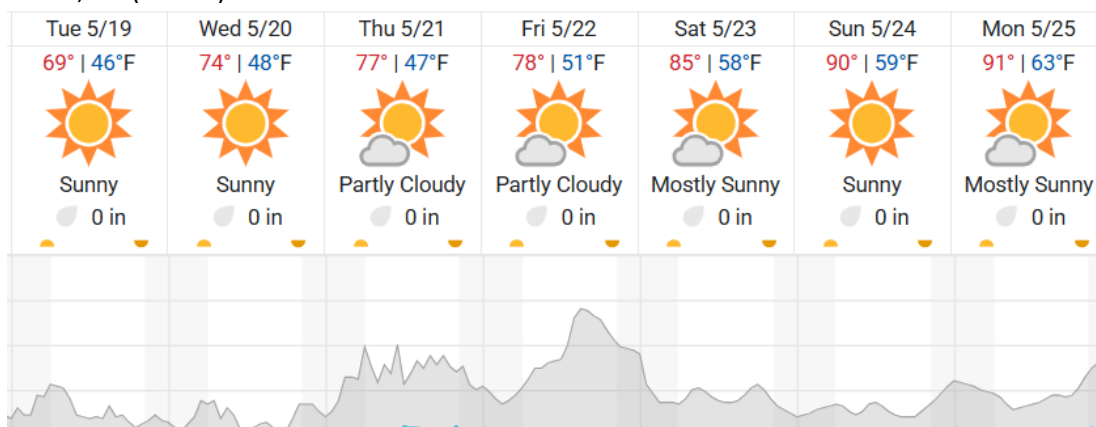 Tue 5/19 Wed 5/20 Thu 5/21 Fri 5/22 Sat 5/23 Sun 5/24 Mon 5/25
69° | 46°F 74° | 48°F 77° | 47°F 78° | 51°F 85° | 58°F 90° | 59°F 91° | 63°F
Sunny Sunny Partly Cloudy Partly Cloudy Mostly Sunny Sunny Mostly Sunny
0 in 0 in 0 in 0 in 0 in 0 in 0 in